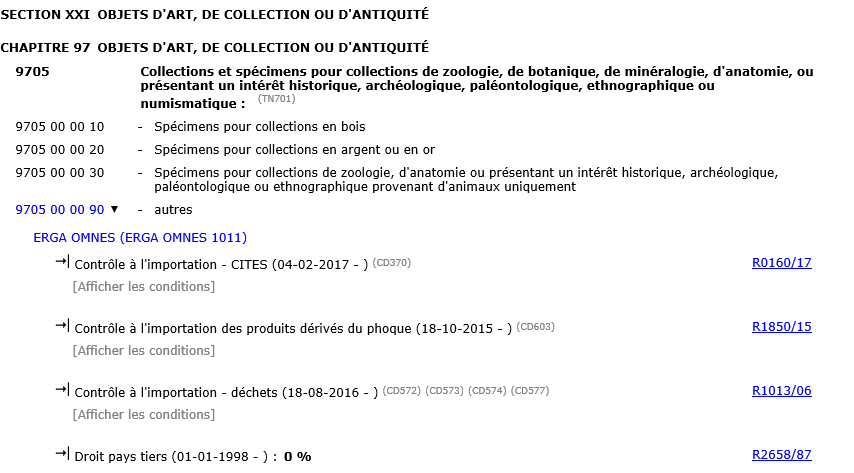 SECTION XXI OBJETS D'ART, DE COLLECTION OU D'ANTIQUITÉ
CHAPITRE 97 OBJETS D'ART, DE COLLECTION OU D'ANTIQUITÉ
9705 Collections et spécimens pour collections de zoologie, de botanique, de minéralogie, d'anatomie, ou
présentant un intérêt historique, archéologique, paléontologique, ethnographique ou
numismatique : (TN701)
9705 00 00 10 - Spécimens pour collections en bois
9705 00 00 20 - Spécimens pour collections en argent ou en or
9705 00 00 30 - Spécimens pour collections de zoologie, d'anatomie ou présentant un intérêt historique, archéologique,
paléontologique ou ethnographique provenant d'animaux uniquement
9705 00 00 90 ▼ - autres
ERGA OMNES (ERGA OMNES 1011)
Contrôle à l'importation - CITES (04-02-2017 - ) (CD370) R0160/17
[Afficher les conditions]
Contrôle à l'importation des produits dérivés du phoque (18-10-2015 - ) (CD603) R1850/15
[Afficher les conditions]
Contrôle à l'importation - déchets (18-08-2016 - ) (CD572) (CD573) (CD574) (CD577) R1013/06
[Afficher les conditions]
Droit pays tiers (01-01-1998 - ) : 0 % R2658/87